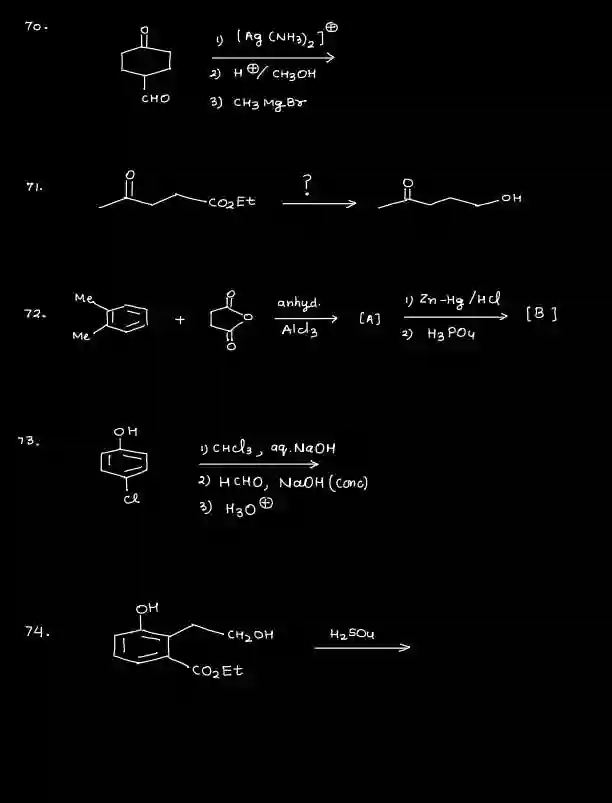 70.
O
CHO
1) [Ag (NH3)2]⊕
2) H⊕/CH3OH
3) CH3MgBr
71.
O
CO2Et
?
O
OH
72.
Me
Me
+
O
O
O
anhyd.
AlCl3
[A]
1) Zn-Hg/HCl
2) H3PO4
[B]
73.
OH
Cl
1) CHCl3, aq. NaOH
2) HCHO, NaOH (conc)
3) H3O⊕
74.
OH
CH2OH
CO2Et
H2SO4